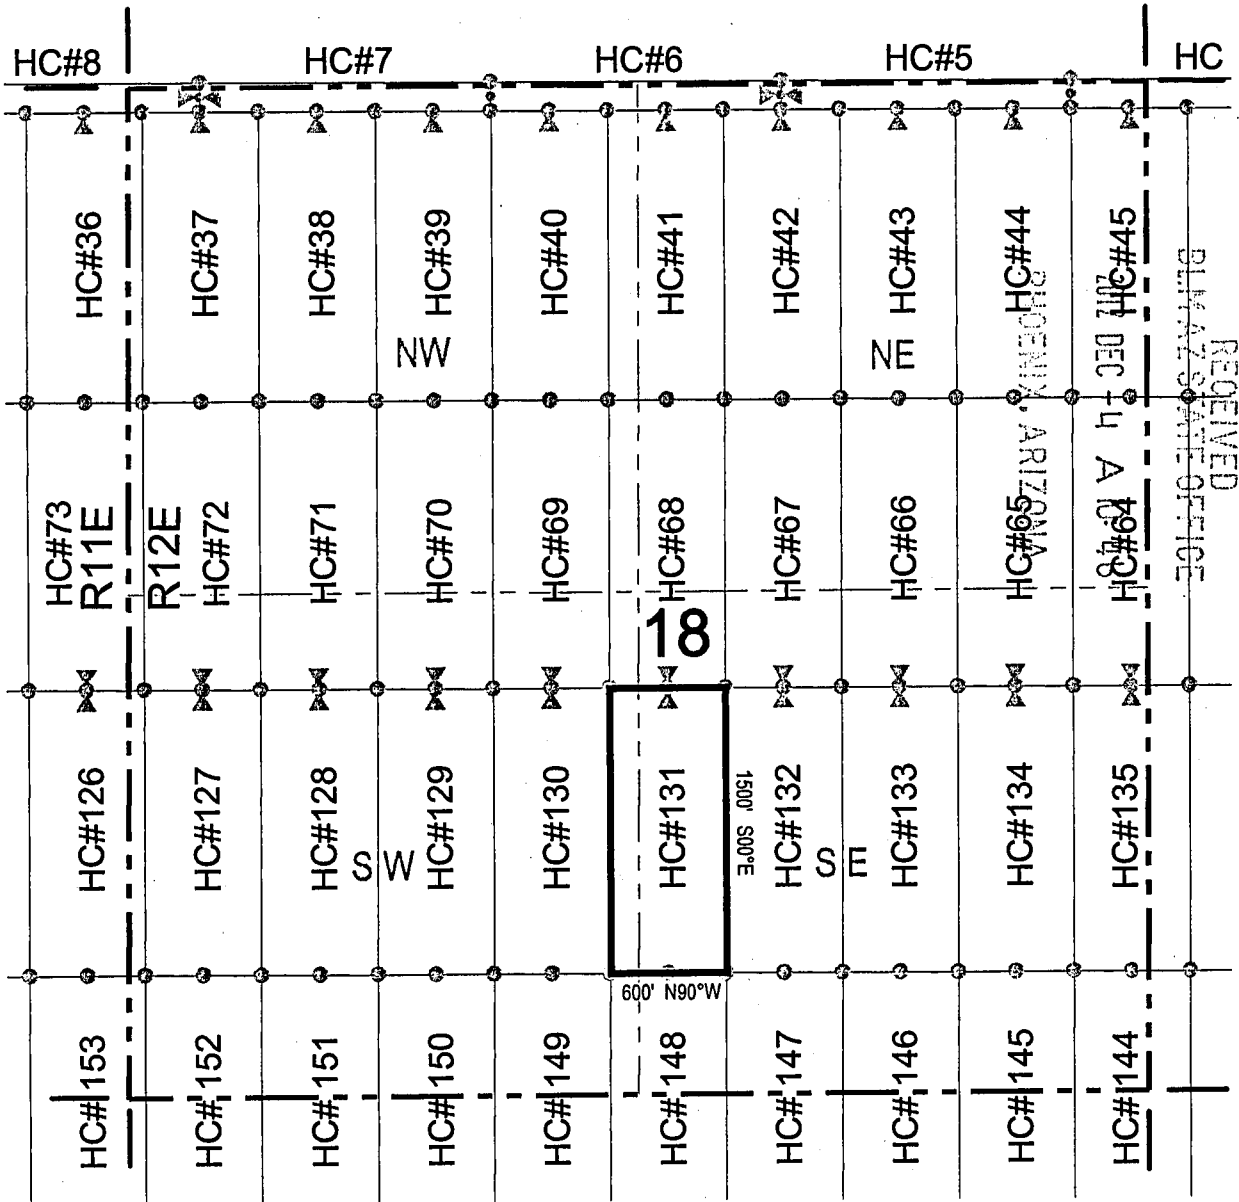 HC#8 HC#7 HC#6 HC#5 HC
HC#36 HC#37 HC#38 HC#39 HC#40 HC#41 HC#42 HC#43 HC#44 HC#45
NW NE
RECEIVED
BLM AZ STATE OFFICE
2012 DEC -4 A 10:
PHOENIX, ARIZONA
HC#73 HC#72 HC#71 HC#70 HC#69 HC#68 HC#67 HC#66 HC#65 HC#64
R11E R12E
18
HC#126 HC#127 HC#128 HC#129 HC#130 HC#131 HC#132 HC#133 HC#134 HC#135
1500' S00°E
SW SE
600' N90°W
HC#153 HC#152 HC#151 HC#150 HC#149 HC#148 HC#147 HC#146 HC#145 HC#144